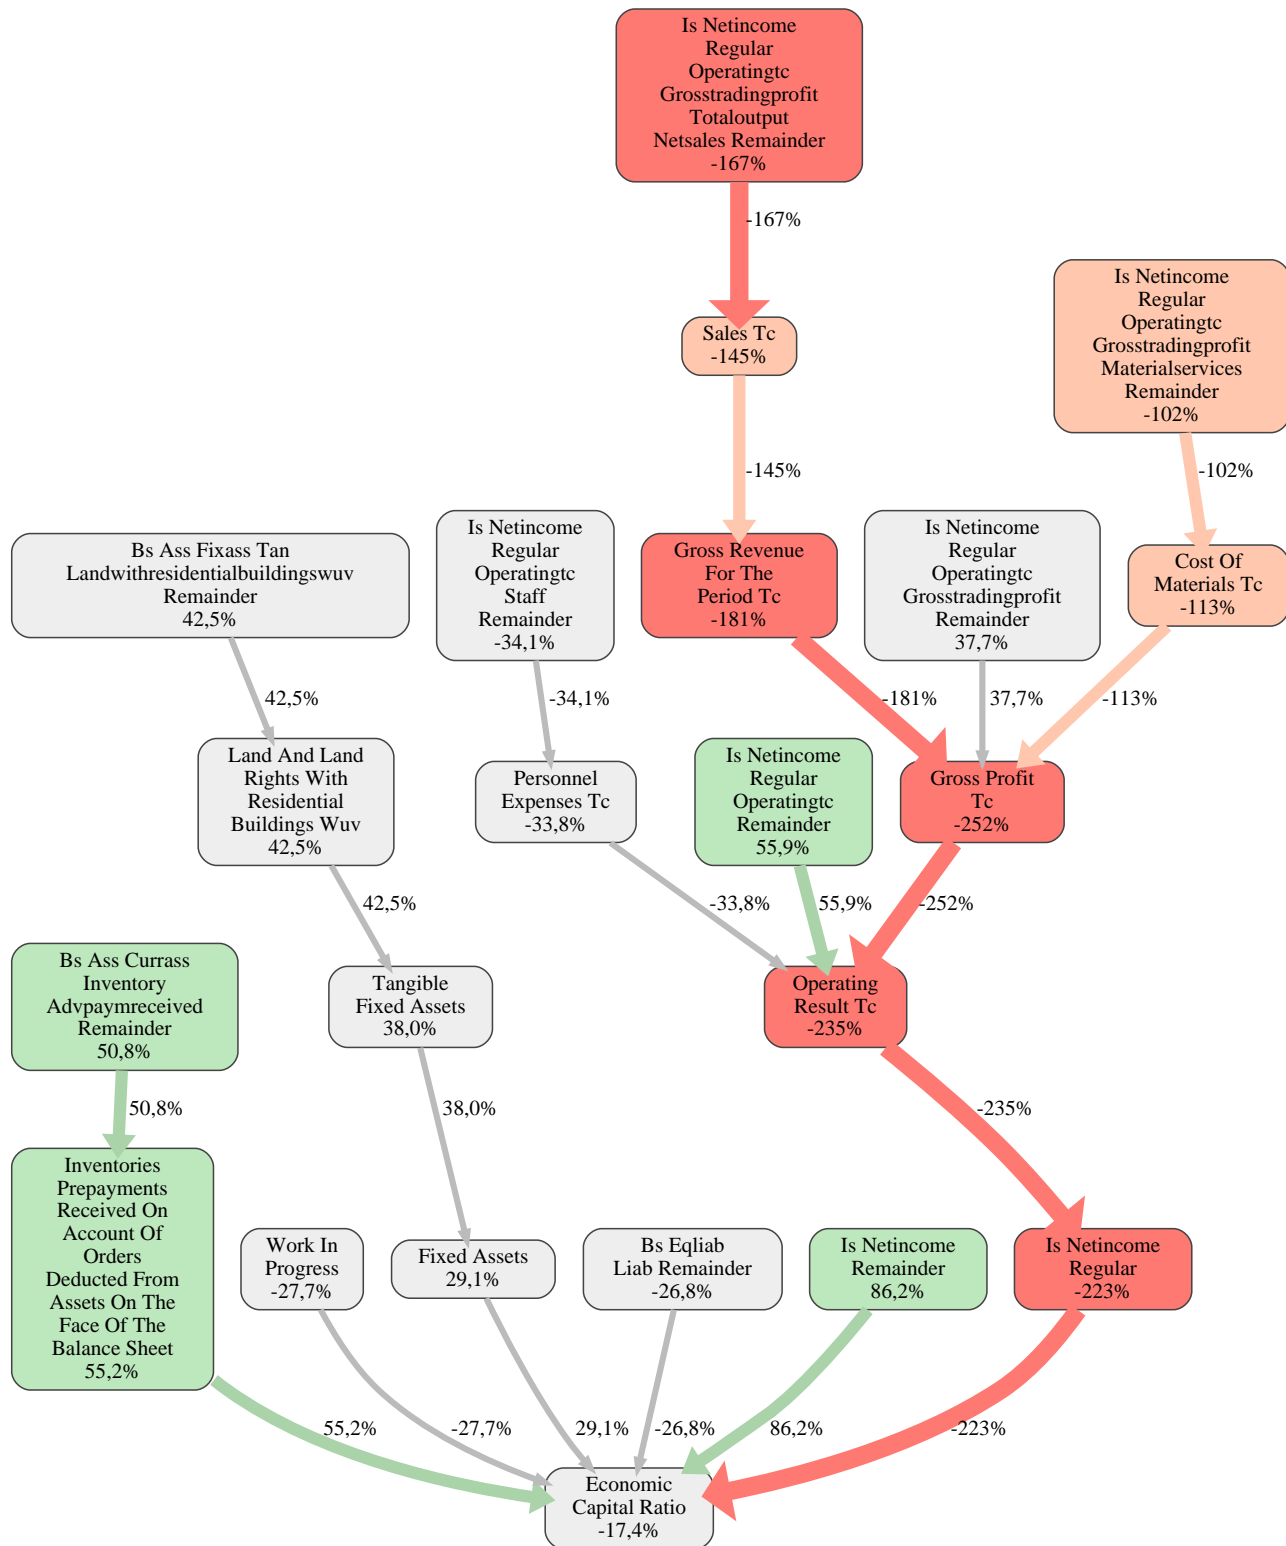 Is Netincome
Regular
Operatingtc
Grosstradingprofit
Totaloutput
Netsales Remainder
-167%
-167%
Is Netincome
Regular
Operatingtc
Grosstradingprofit
Materialservices
Remainder
-102%
Sales Tc
-145%
-145%
-102%
Bs Ass Fixass Tan
Landwithresidentialbuildingswuv
Remainder
42,5%
Is Netincome
Regular
Operatingtc
Staff
Remainder
-34,1%
Gross Revenue
For The
Period Tc
-181%
Is Netincome
Regular
Operatingtc
Grosstradingprofit
Remainder
37,7%
Cost Of
Materials Tc
-113%
42,5%
-34,1%
-181%
37,7%
-113%
Land And Land
Rights With
Residential
Buildings Wuv
42,5%
Personnel
Expenses Tc
-33,8%
Is Netincome
Regular
Operatingtc
Remainder
55,9%
Gross Profit
Tc
-252%
42,5%
-33,8%
55,9%
-252%
Bs Ass Currass
Inventory
Advpaymreceived
Remainder
50,8%
Tangible
Fixed Assets
38,0%
Operating
Result Tc
-235%
50,8%
38,0%
-235%
Inventories
Prepayments
Received On
Account Of
Orders
Deducted From
Assets On The
Face Of The
Balance Sheet
55,2%
Work In
Progress
-27,7%
Fixed Assets
29,1%
Bs Eqliab
Liab Remainder
-26,8%
Is Netincome
Remainder
86,2%
Is Netincome
Regular
-223%
55,2%
-27,7%
29,1%
-26,8%
86,2%
-223%
Economic
Capital Ratio
-17,4%